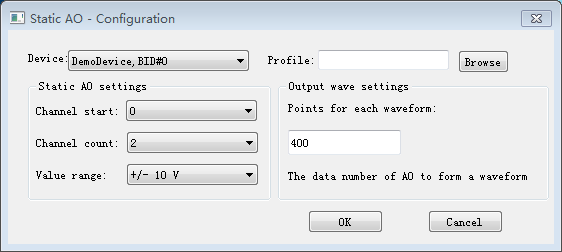 Static AO - Configuration
Device: DemoDevice,BID#0 Profile: Browse
Static AO settings
Channel start: 0
Channel count: 2
Value range: +/- 10 V
Output wave settings
Points for each waveform:
400
The data number of AO to form a waveform
OK Cancel